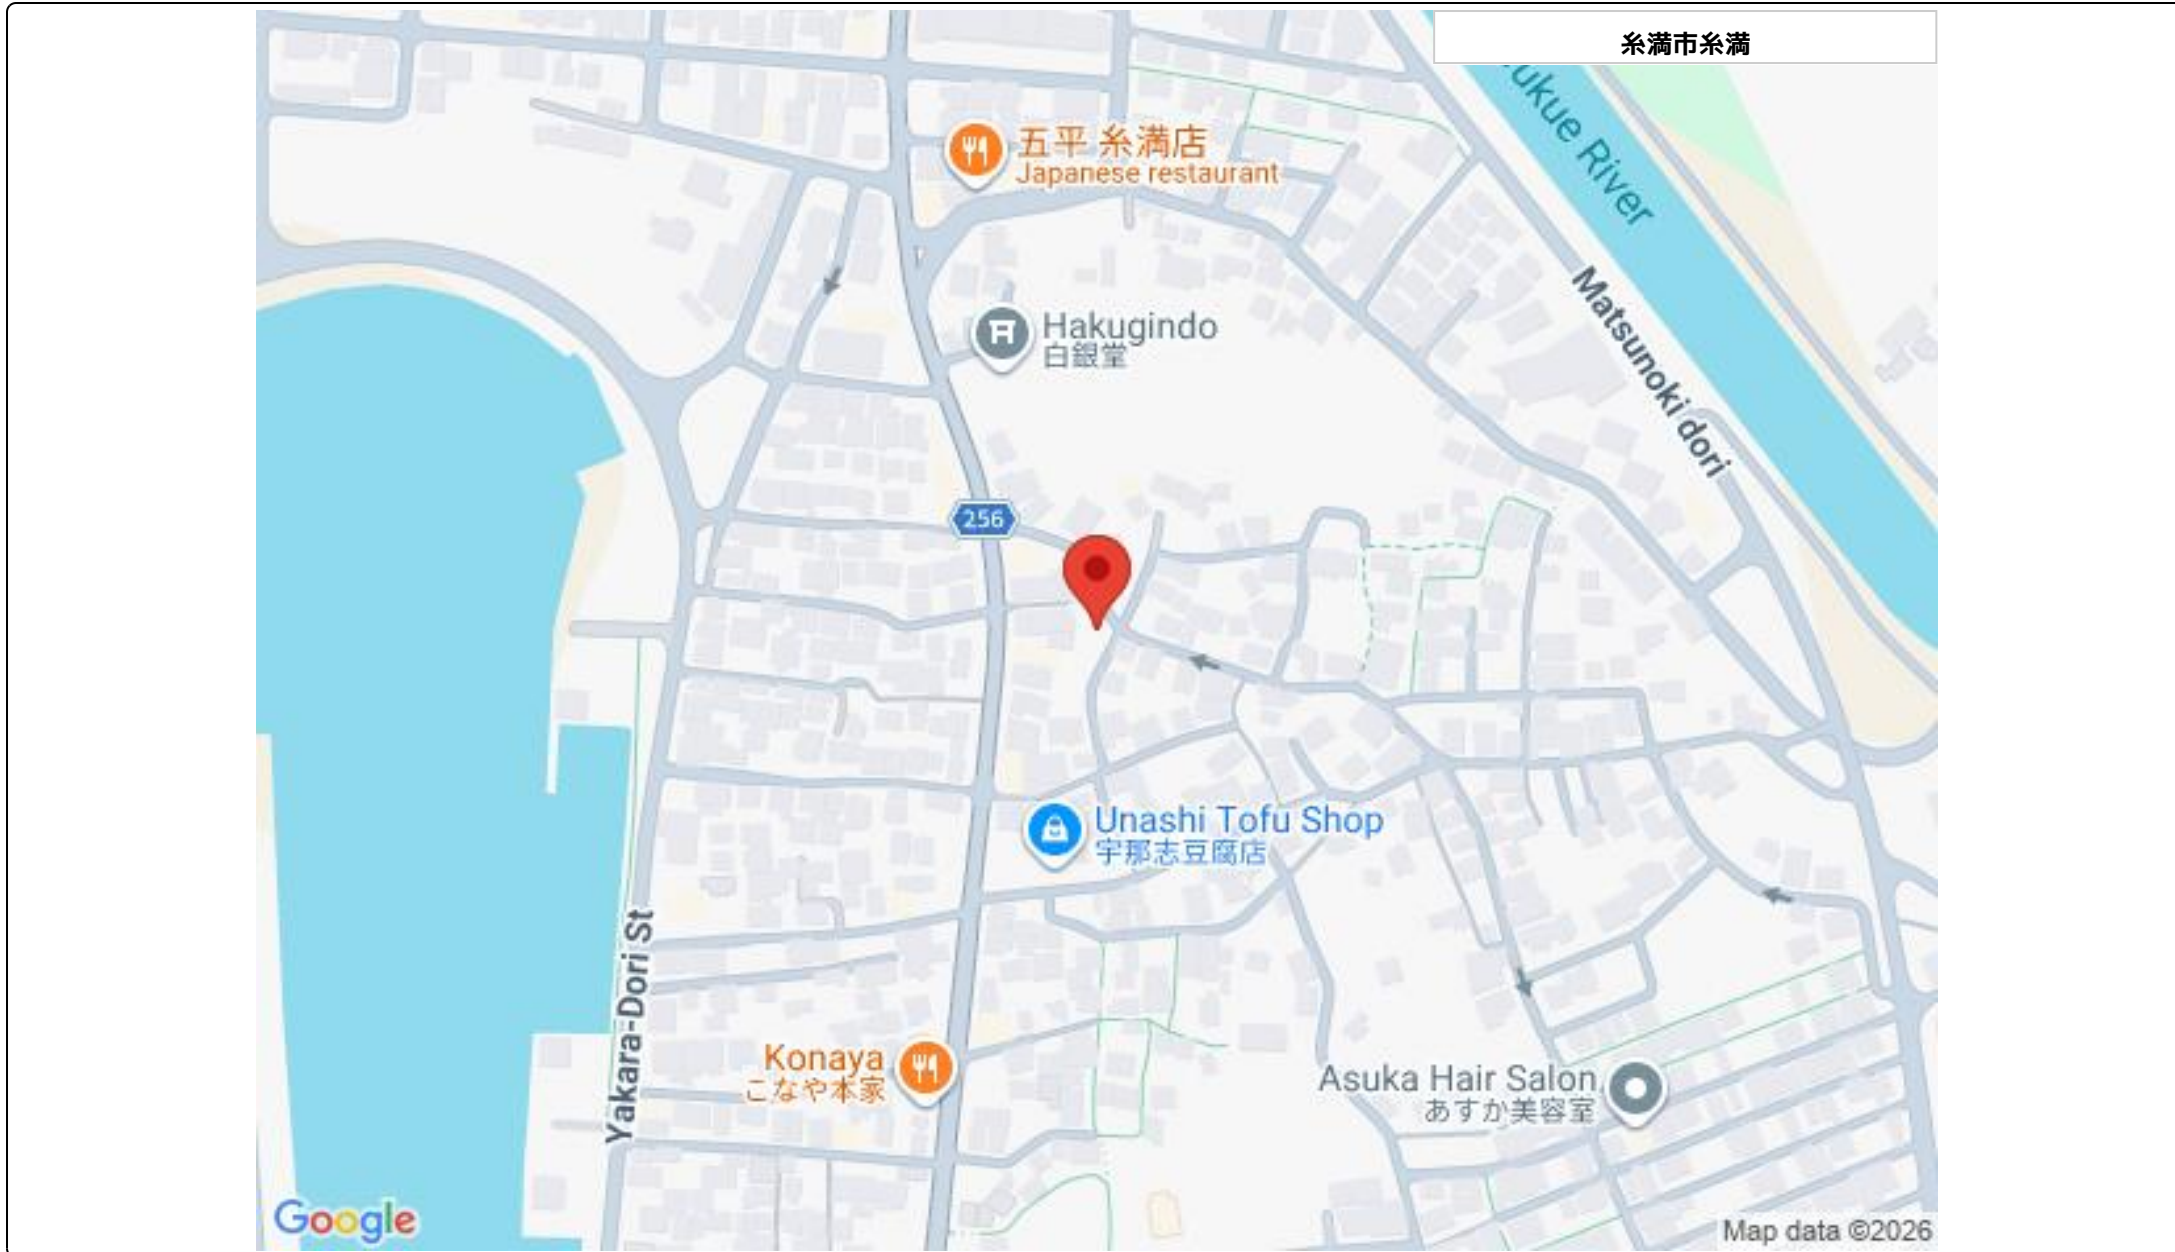 糸満市糸満
ukue River
五平 糸満店
Japanese restaurant
Matsunoki dori
Hakugindo
白銀堂
256
Unashi Tofu Shop
宇那志豆腐店
Yakara-Dori St
Konaya
こなや本家
Asuka Hair Salon
あすか美容室
Google
Map data ©2026